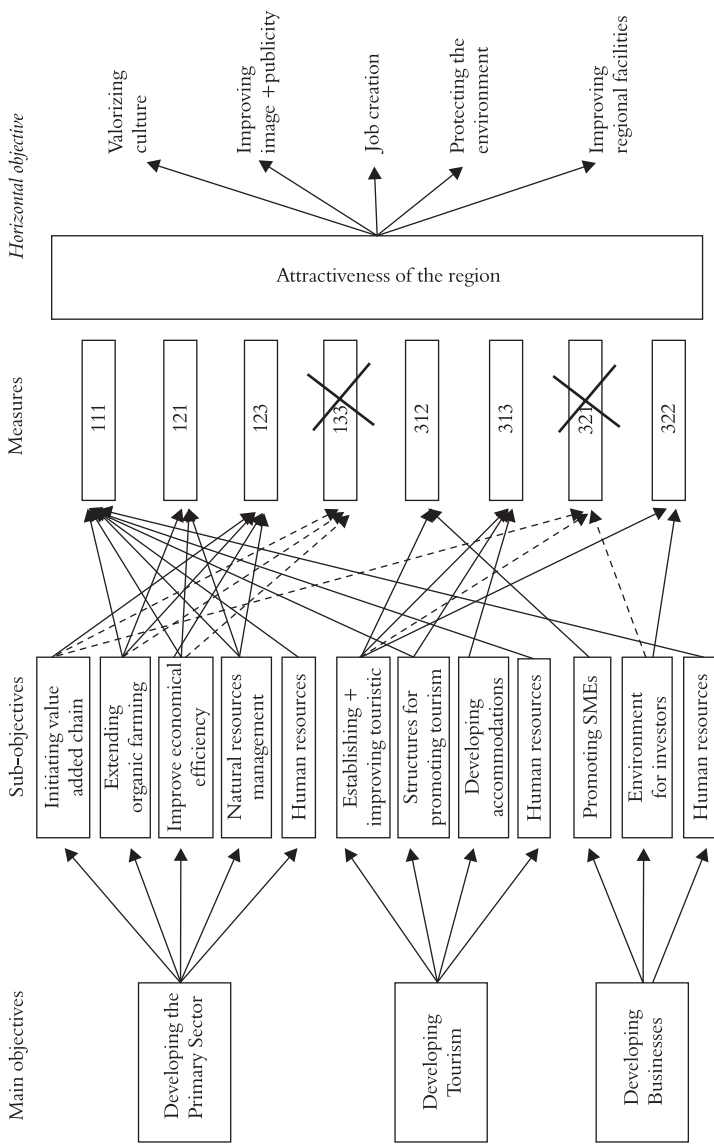 Main objectives
Sub-objectives
Measures
Horizontal objective
Developing the
Primary Sector
Developing
Tourism
Developing
Businesses
Initiating value
added chain
Extending
organic farming
Improve economical
efficiency
Natural resources
management
Human resources
Establishing +
improving touristic
Structures for
promoting tourism
Developing
accommodations
Human resources
Promoting SMEs
Environment
for investors
Human resources
111
121
123
133
312
313
321
322
Attractiveness of the region
Valorizing
culture
Improving
image +publicity
Job creation
Protecting the
environment
Improving
regional facilities